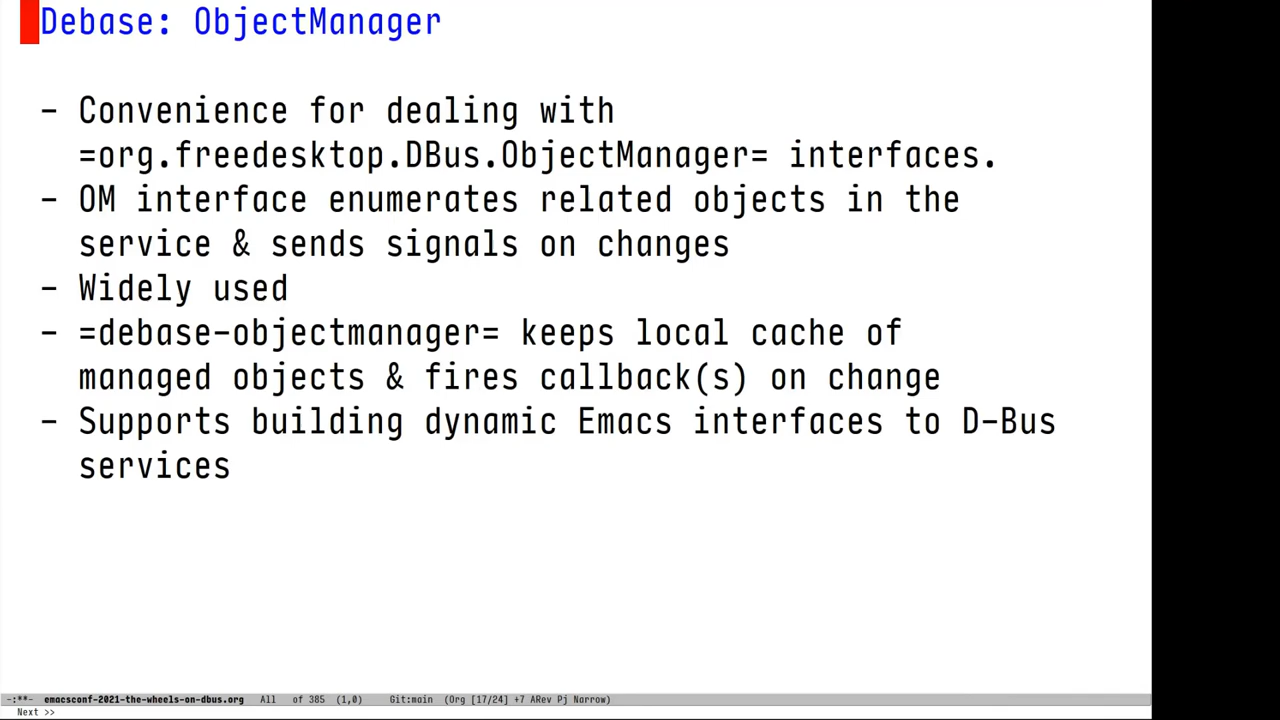 Debase: ObjectManager
- Convenience for dealing with
=org.freedesktop.DBus.ObjectManager= interfaces.
- OM interface enumerates related objects in the
service & sends signals on changes
- Widely used
- =debase-objectmanager= keeps local cache of
managed objects & fires callback(s) on change
- Supports building dynamic Emacs interfaces to D-Bus
services
-:**- emacsconf-2021-the-wheels-on-dbus.org All of 385 (1,0) Git:main (Org [17/24] +7 ARev Pj Narrow)
Next >>